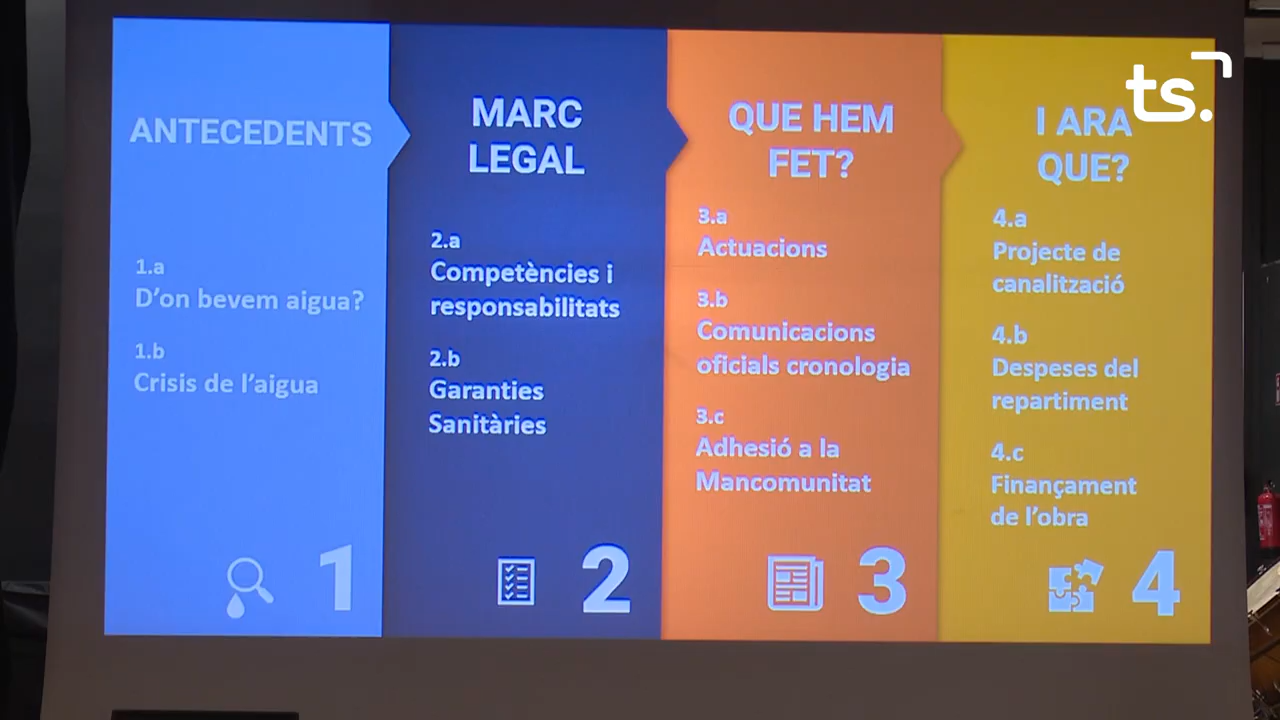 ts.
ANTECEDENTS
1.a
D'on bevem aigua?
1.b
Crisis de l'aigua
1
MARC
LEGAL
2.a
Competències i
responsabilitats
2.b
Garanties
Sanitàries
2
QUE HEM
FET?
3.a
Actuacions
3.b
Comunicacions
oficials cronologia
3.c
Adhesió a la
Mancomunitat
3
I ARA
QUE?
4.a
Projecte de
canalització
4.b
Despeses del
repartiment
4.c
Finançament
de l'obra
4